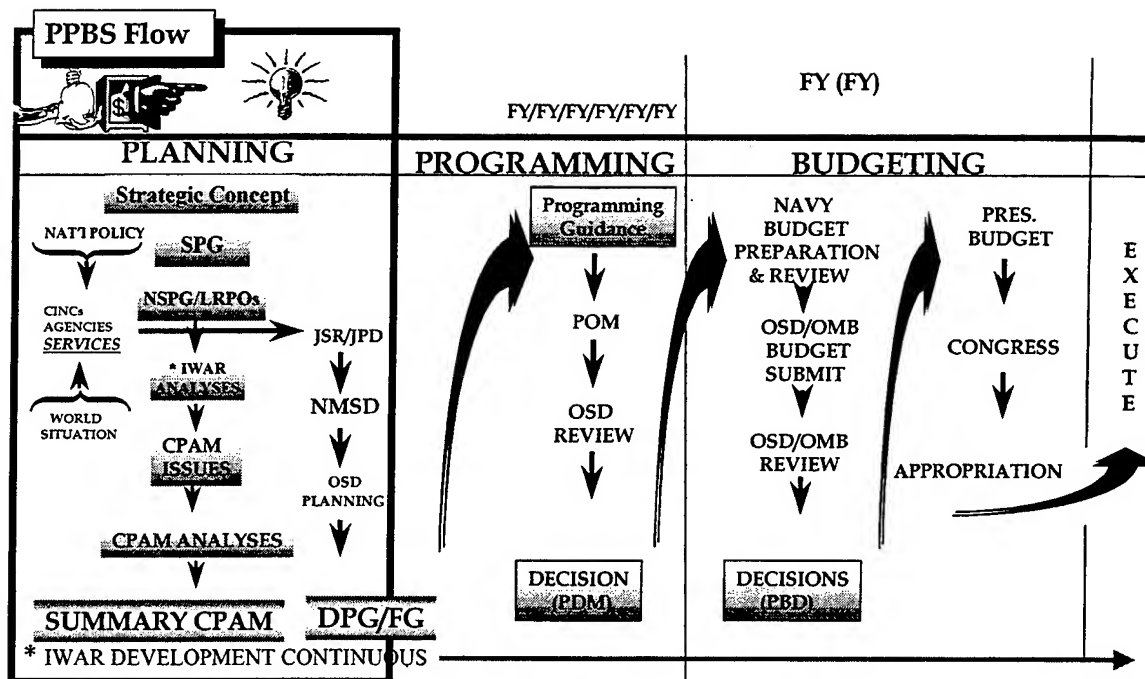 PPBS Flow
$
FY/FY/FY/FY/FY/FY
FY (FY)
PLANNING
PROGRAMMING
BUDGETING
Strategic Concept
NAT'l POLICY
SPG
CINCs
AGENCIES
SERVICES
WORLD
SITUATION
NSPG/LRPOs
* IWAR
ANALYSES
CPAM
ISSUES
CPAM ANALYSES
SUMMARY CPAM
JSR/JPD
NMSD
OSD
PLANNING
DPG/FG
Programming
Guidance
POM
OSD
REVIEW
DECISION
(PDM)
NAVY
BUDGET
PREPARATION
& REVIEW
OSD/OMB
BUDGET
SUBMIT
OSD/OMB
REVIEW
DECISIONS
(PBD)
PRES.
BUDGET
CONGRESS
APPROPRIATION
EXECUTE
* IWAR DEVELOPMENT CONTINUOUS